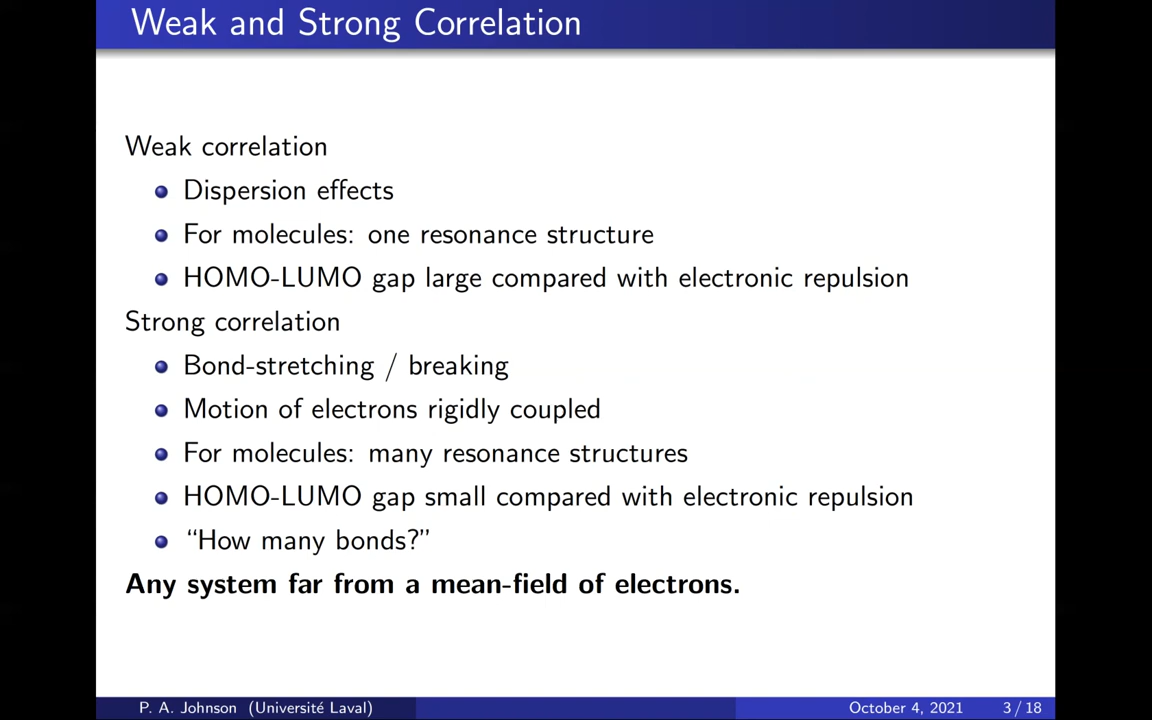 Weak and Strong Correlation
Weak correlation
Dispersion effects
For molecules: one resonance structure
HOMO-LUMO gap large compared with electronic repulsion
Strong correlation
Bond-stretching / breaking
Motion of electrons rigidly coupled
For molecules: many resonance structures
HOMO-LUMO gap small compared with electronic repulsion
“How many bonds?”
Any system far from a mean-field of electrons.
P. A. Johnson (Université Laval) October 4, 2021 3 / 18